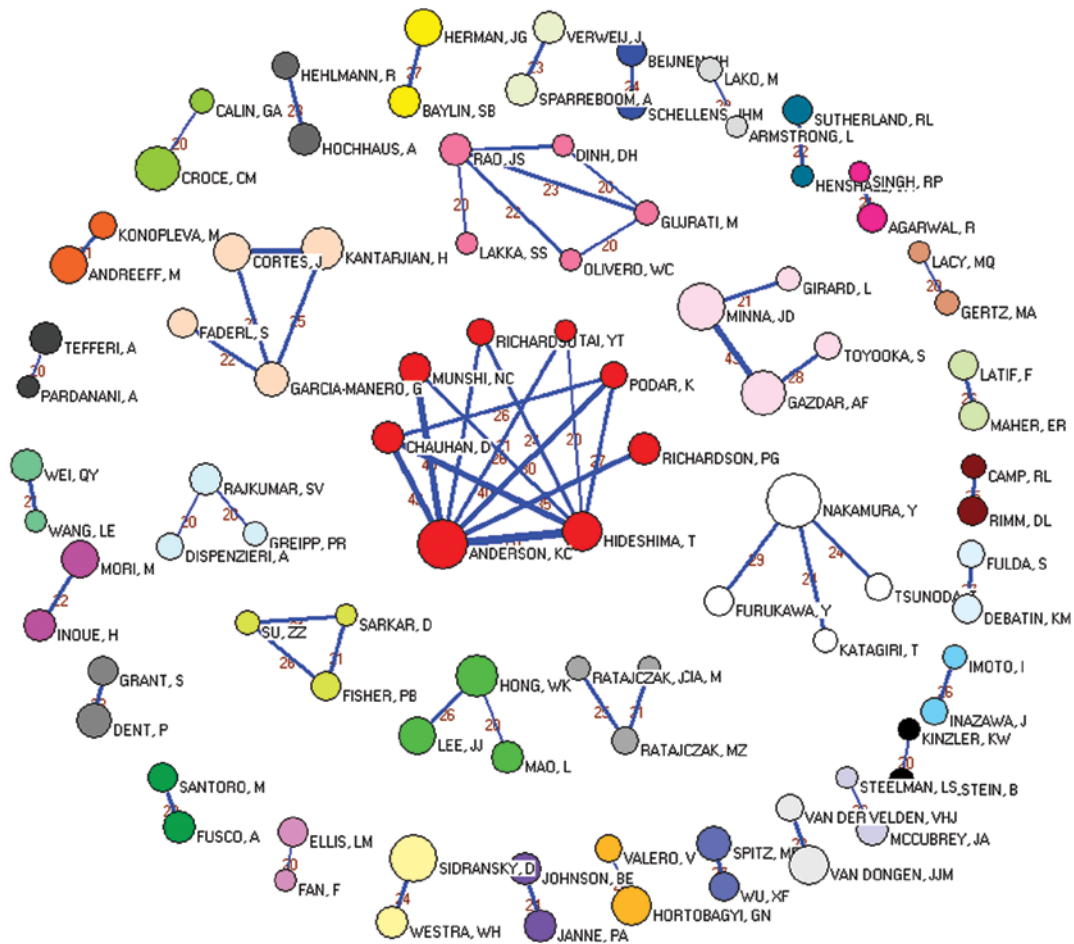 HERMAN, JG
27
BAYLIN, SB
VERWEIJ, J
23
SPARREBOOM, A
24
SCHELLENS, JHM
LAKO, M
ARMSTRONG, L
HEHLMANN, R
HOCHHAUS, A
CALIN, GA
20
CROCE, CM
SUTHERLAND, RL
22
SINGH, RP
AGARWAL, R
RAO, JS
DINH, DH
20
23
20
22
GUJRATI, M
20
LAKKA, SS
OLIVERO, WC
KONOPLEVA, M
ANDREEFF, M
CORTES, J
KANTARJIAN, H
25
FADERL, S
22
GARCIA-MANERO, G
LACY, MQ
20
GERTZ, MA
GIRARD, L
21
MINNA, JD
TOYOOKA, S
28
GAZDAR, AF
TEFFERI, A
20
PARDANANI, A
LATIF, F
MAHER, ER
TAI, YT
MUNSHI, NC
PODAR, K
26
CHAUHAN, D
24
20
30
27
40
35
RICHARDSON, PG
ANDERSON, KC
HIDESHIMA, T
WEI, QY
WANG, LE
RAJKUMAR, SV
20
20
DISPENZIERI, A
GREIPP, PR
CAMP, RL
RIMM, DL
NAKAMURA, Y
29
24
FURUKAWA, Y
KATAGIRI, T
MORI, M
22
INOUE, H
FULDA, S
DEBATIN, KM
SU, ZZ
SARKAR, D
26
21
FISHER, PB
GRANT, S
DENT, P
HONG, WK
26
20
LEE, JJ
MAO, L
25
21
RATAJCZAK, MZ
IMOTO, I
26
INAZAWA, J
KINZLER, KW
20
STEELMAN, LS
MCCUBREY, JA
SANTORO, M
FUSCO, A
ELLIS, LM
20
FAN, F
SIDRANSKY, D
24
WESTRA, WH
JOHNSON, BE
21
JANNE, PA
VALERO, V
HORTOBAGYI, GN
WU, XF
VAN DER VELDEN, VHJ
VAN DONGEN, JJM